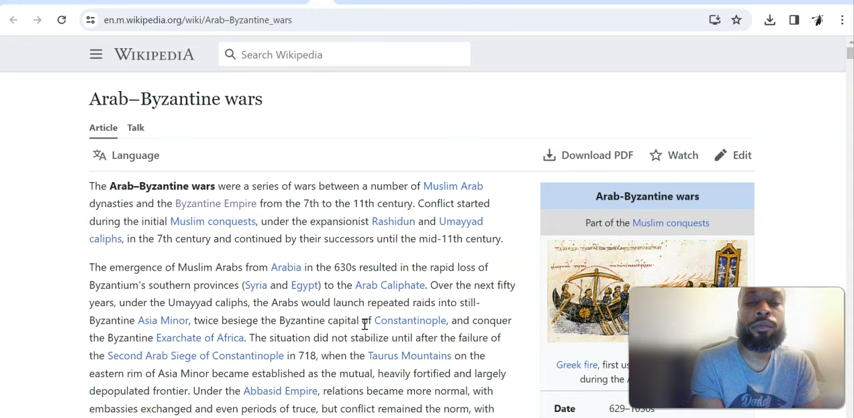 en.m.wikipedia.org/wiki/Arab–Byzantine_wars
WIKIPEDIA
Search Wikipedia
Arab–Byzantine wars
Article Talk
Language
Download PDF Watch Edit
The Arab–Byzantine wars were a series of wars between a number of Muslim Arab
dynasties and the Byzantine Empire from the 7th to the 11th century. Conflict started
during the initial Muslim conquests, under the expansionist Rashidun and Umayyad
caliphs, in the 7th century and continued by their successors until the mid-11th century.
The emergence of Muslim Arabs from Arabia in the 630s resulted in the rapid loss of
Byzantium's southern provinces (Syria and Egypt) to the Arab Caliphate. Over the next fifty
years, under the Umayyad caliphs, the Arabs would launch repeated raids into still-
Byzantine Asia Minor, twice besiege the Byzantine capital of Constantinople, and conquer
the Byzantine Exarchate of Africa. The situation did not stabilize until after the failure of
the Second Arab Siege of Constantinople in 718, when the Taurus Mountains on the
eastern rim of Asia Minor became established as the mutual, heavily fortified and largely
depopulated frontier. Under the Abbasid Empire, relations became more normal, with
embassies exchanged and even periods of truce, but conflict remained the norm, with
Arab-Byzantine wars
Part of the Muslim conquests
Greek fire, first us
during the
Date 629–1050s